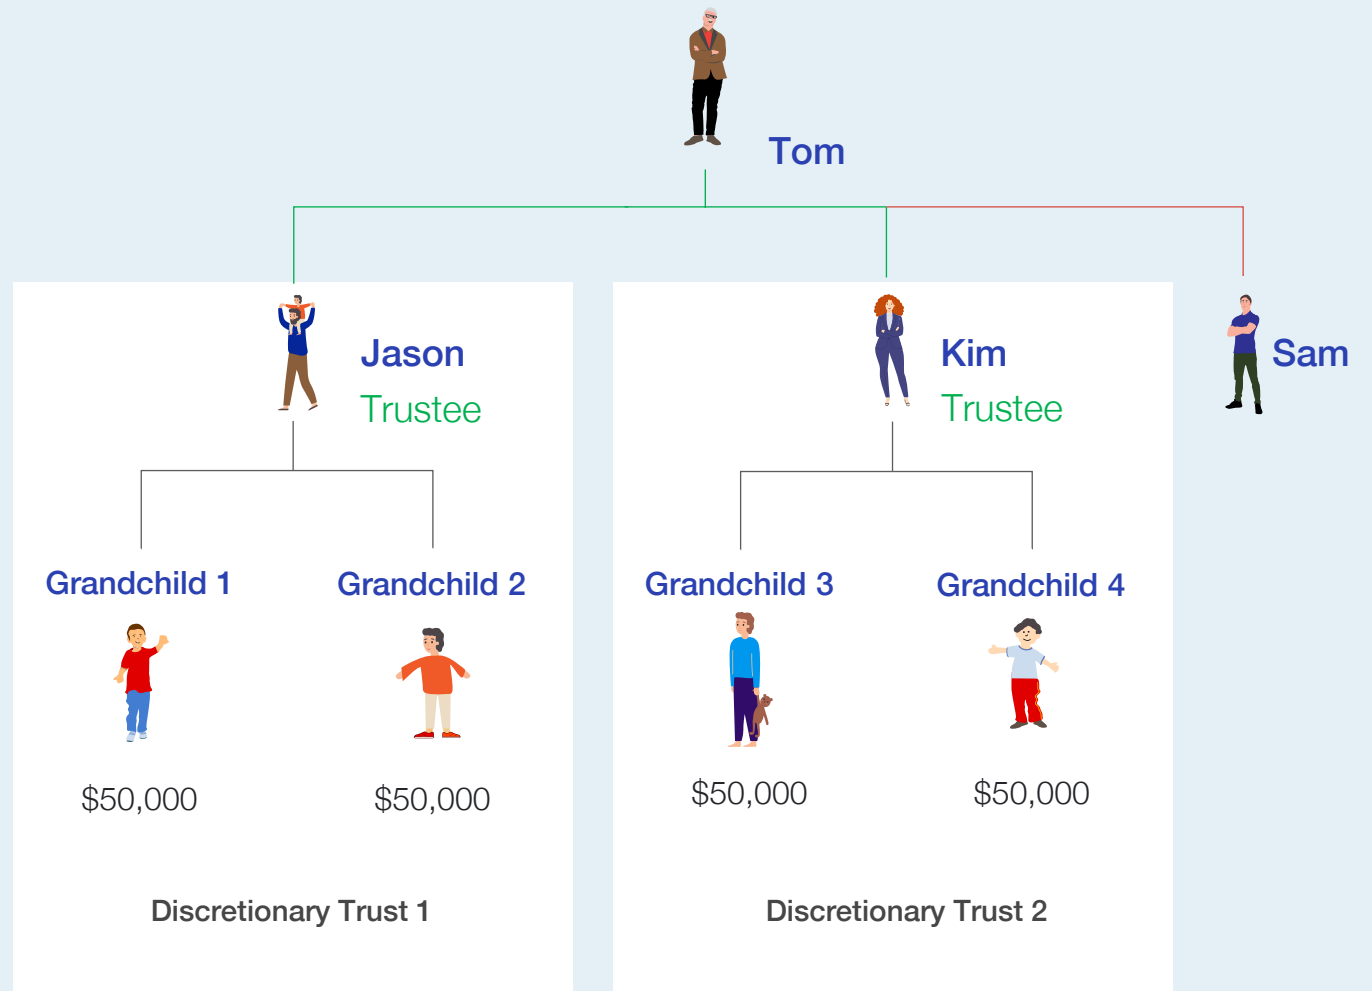 Tom
Jason
Trustee
Kim
Trustee
Sam
Grandchild 1
Grandchild 2
Grandchild 3
Grandchild 4
$50,000
$50,000
$50,000
$50,000
Discretionary Trust 1
Discretionary Trust 2